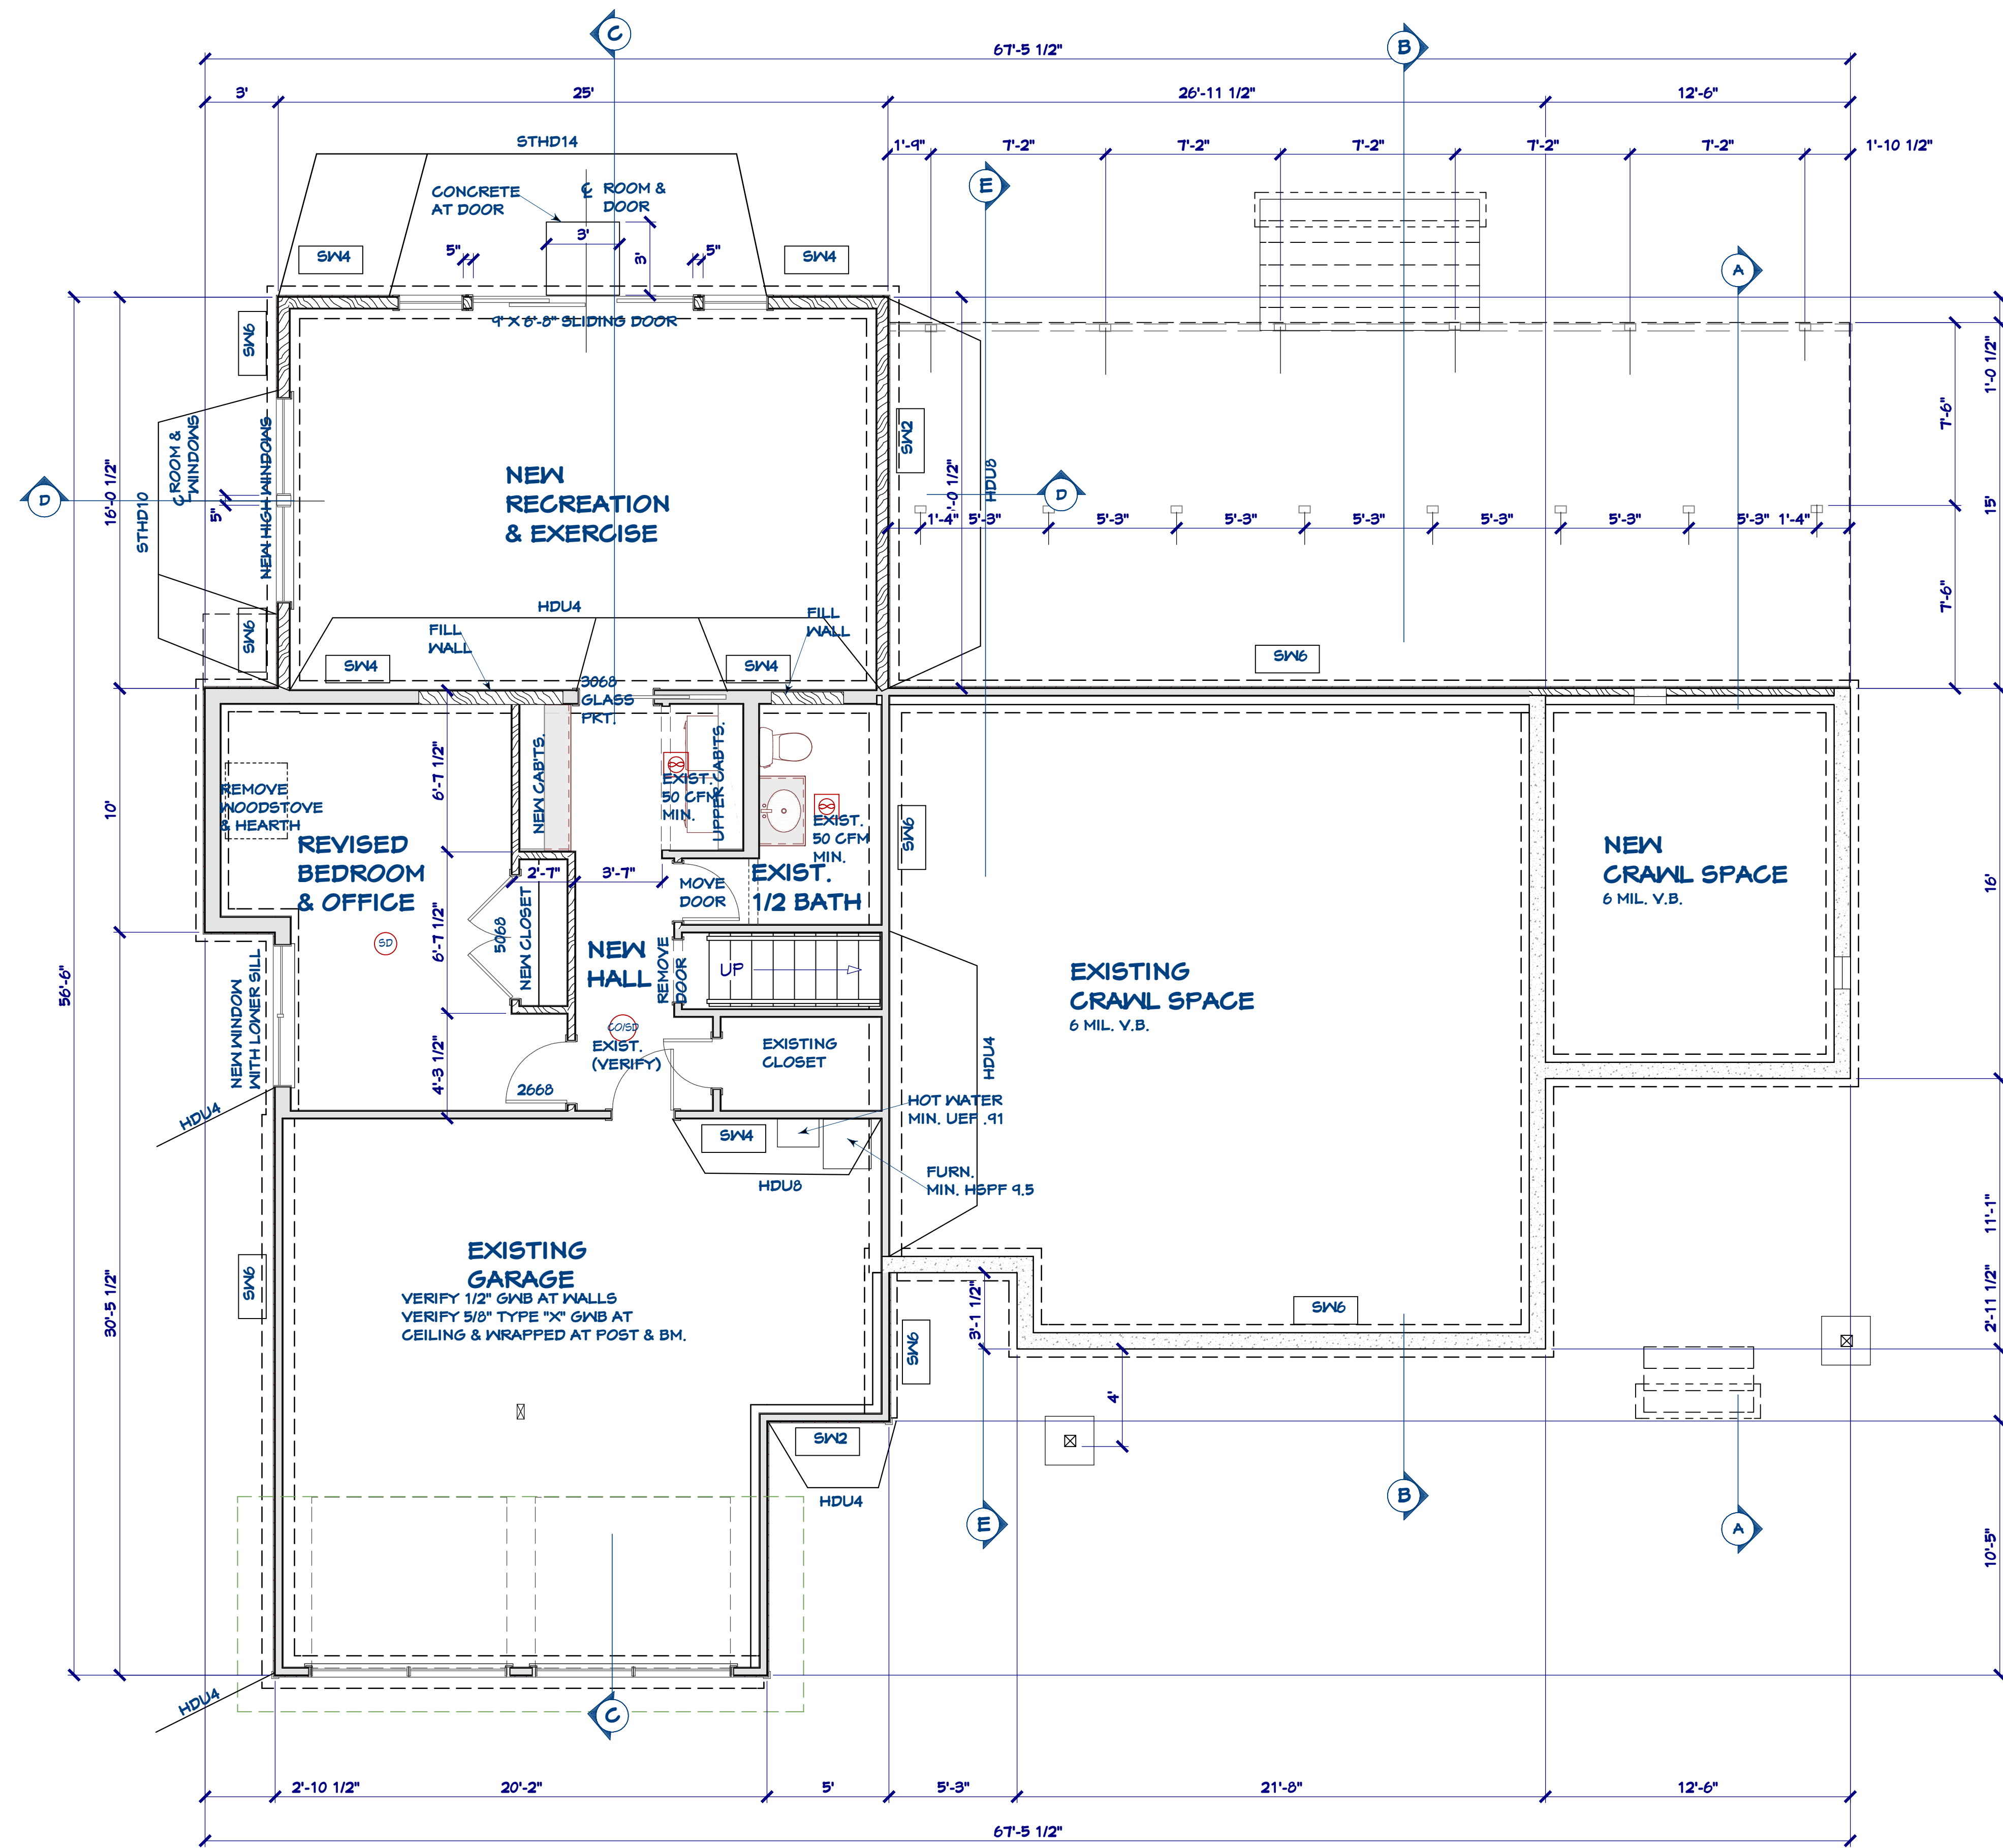 C
B
67'-5 1/2"
3'
25'
26'-11 1/2"
12'-6"
STHD14
1'-9"
7'-2"
7'-2"
7'-2"
7'-2"
7'-2"
1'-10 1/2"
E
CONCRETE
AT DOOR
℄ ROOM &
DOOR
3'
3'
5"
5"
SW4
SW4
A
9' X 6'-8" SLIDING DOOR
SW6
SW2
HDU8
1'-0 1/2"
7'-6"
15'
7'-6"
℄ ROOM &
WINDOWS
NEW HIGH WINDOWS
STHD10
5"
16'-0 1/2"
D
D
NEW
RECREATION
& EXERCISE
1'-4"
5'-3"
5'-3"
5'-3"
5'-3"
5'-3"
5'-3"
5'-3"
1'-4"
HDU4
FILL
WALL
FILL
WALL
SW6
SW4
SW4
SW6
3068
GLASS
PKT.
10'
6'-7 1/2"
NEW CAB'TS.
UPPER CAB'TS.
EXIST.
50 CFM
MIN.
EXIST.
50 CFM
MIN.
REMOVE
WOODSTOVE
& HEARTH
REVISED
BEDROOM
& OFFICE
SW6
NEW
CRAWL SPACE
6 MIL. V.B.
16'
2'-7"
3'-7"
MOVE
DOOR
EXIST.
1/2 BATH
SD
5068
NEW CLOSET
6'-7 1/2"
NEW
HALL
REMOVE
DOOR
UP
EXISTING
CRAWL SPACE
6 MIL. V.B.
56'-6"
NEW WINDOW
WITH LOWER SILL
CO/SD
EXIST.
(VERIFY)
EXISTING
CLOSET
HDU4
4'-3 1/2"
2668
HDU4
HOT WATER
MIN. UEF .91
SW4
FURN.
MIN. HSPF 9.5
HDU8
11'-1"
EXISTING
GARAGE
VERIFY 1/2" GWB AT WALLS
VERIFY 5/8" TYPE "X" GWB AT
CEILING & WRAPPED AT POST & BM.
SW6
30'-5 1/2"
3'-1 1/2"
SW6
SW6
2'-11 1/2"
4'
SW2
HDU4
E
B
A
10'-5"
HDU4
C
2'-10 1/2"
20'-2"
5'
5'-3"
21'-8"
12'-6"
67'-5 1/2"